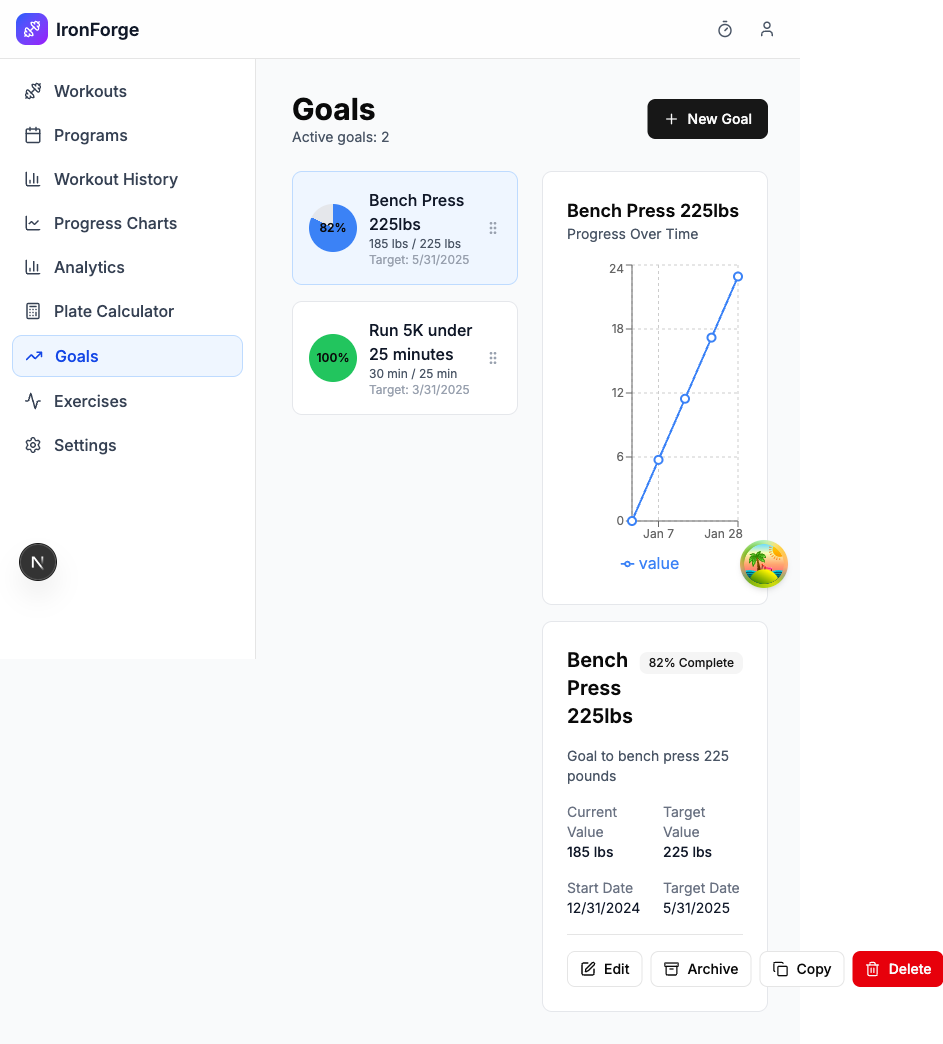 IronForge
Workouts
Programs
Workout History
Progress Charts
Analytics
Plate Calculator
Goals
Exercises
Settings
N
Goals
Active goals: 2
New Goal
82%
Bench Press
225lbs
185 lbs / 225 lbs
Target: 5/31/2025
100%
Run 5K under
25 minutes
30 min / 25 min
Target: 3/31/2025
Bench Press 225lbs
Progress Over Time
24
18
12
6
0
Jan 7
Jan 28
value
Bench
Press
225lbs
82% Complete
Goal to bench press 225
pounds
Current
Value
185 lbs
Target
Value
225 lbs
Start Date
12/31/2024
Target Date
5/31/2025
Edit
Archive
Copy
Delete